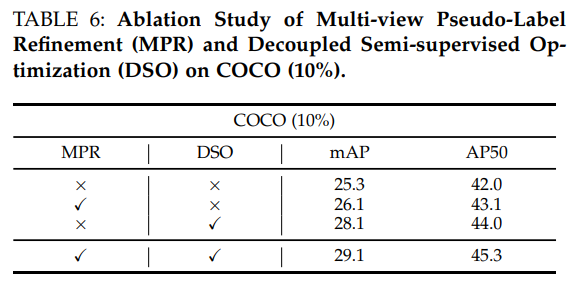 TABLE 6: Ablation Study of Multi-view Pseudo-Label
Refinement (MPR) and Decoupled Semi-supervised Op-
timization (DSO) on COCO (10%).
COCO (10%)
MPR | DSO | mAP AP50
× × 25.3 42.0
✓ × 26.1 43.1
× ✓ 28.1 44.0
✓ ✓ 29.1 45.3